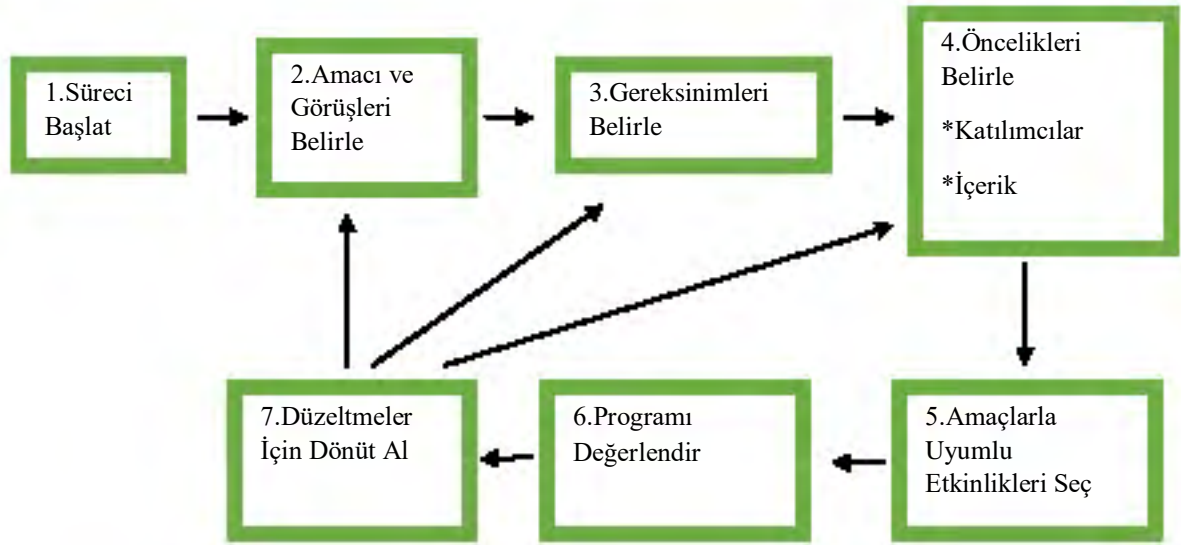 1.Süreci
Başlat
2.Amacı ve
Görüşleri
Belirle
3.Gereksinimleri
Belirle
4.Öncelikleri
Belirle
*Katılımcılar
*İçerik
5.Amaçlarla
Uyumlu
Etkinlikleri Seç
6.Programı
Değerlendir
7.Düzeltmeler
İçin Dönüt Al